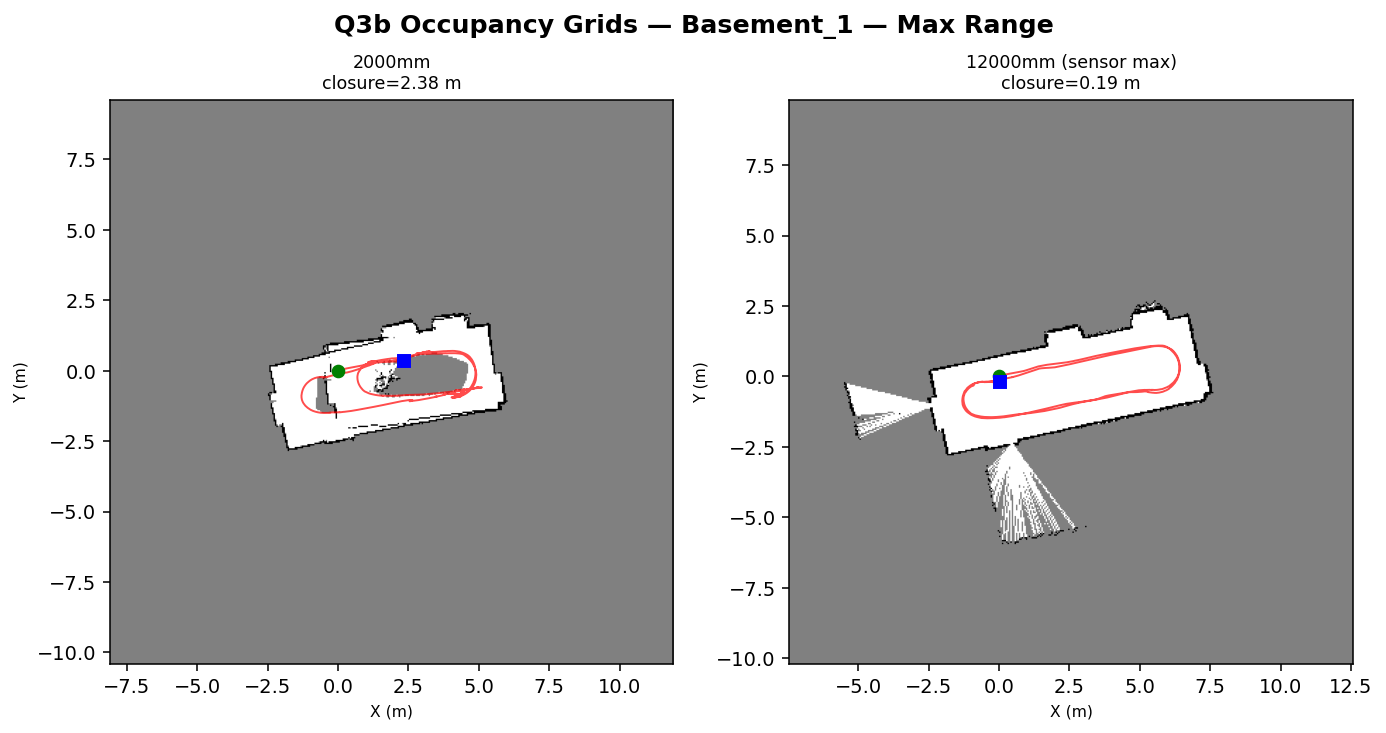 Q3b Occupancy Grids — Basement_1 — Max Range
2000mm
closure=2.38 m
7.5
5.0
2.5
0.0
−2.5
−5.0
−7.5
−10.0
Y (m)
−7.5 −5.0 −2.5 0.0 2.5 5.0 7.5 10.0
X (m)
12000mm (sensor max)
closure=0.19 m
7.5
5.0
2.5
0.0
−2.5
−5.0
−7.5
−10.0
Y (m)
−5.0 −2.5 0.0 2.5 5.0 7.5 10.0 12.5
X (m)